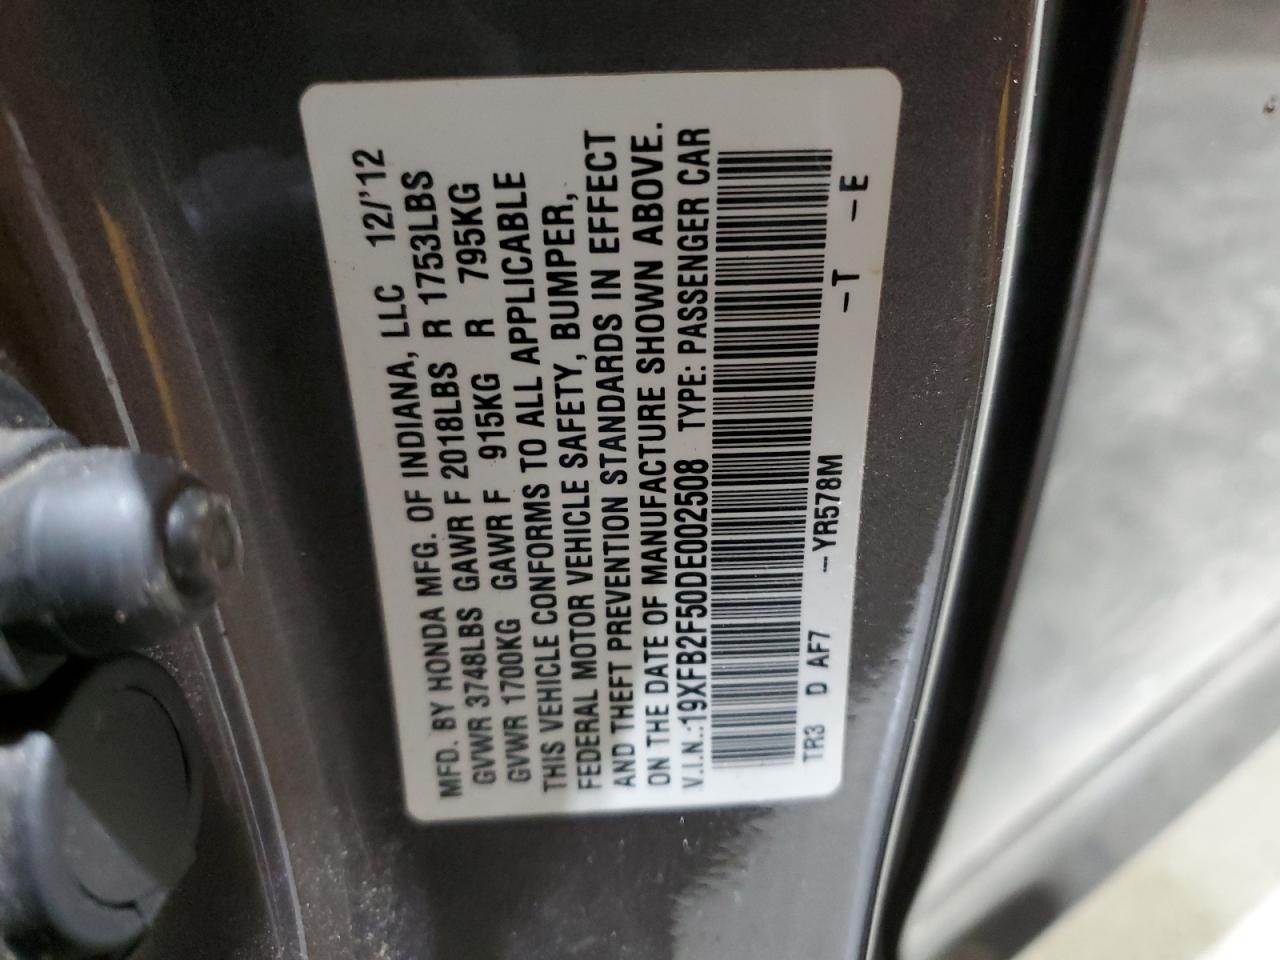 MFD. BY HONDA MFG. OF INDIANA, LLC 12/'12
GVWR 3748LBS GAWR F 2018LBS R 1753LBS
GVWR 1700KG GAWR F 915KG R 795KG
THIS VEHICLE CONFORMS TO ALL APPLICABLE
FEDERAL MOTOR VEHICLE SAFETY, BUMPER,
AND THEFT PREVENTION STANDARDS IN EFFECT
ON THE DATE OF MANUFACTURE SHOWN ABOVE.
V.I.N.:19XFB2F50DE002508 TYPE: PASSENGER CAR
TR3 D AF7 -YR578M -T -E